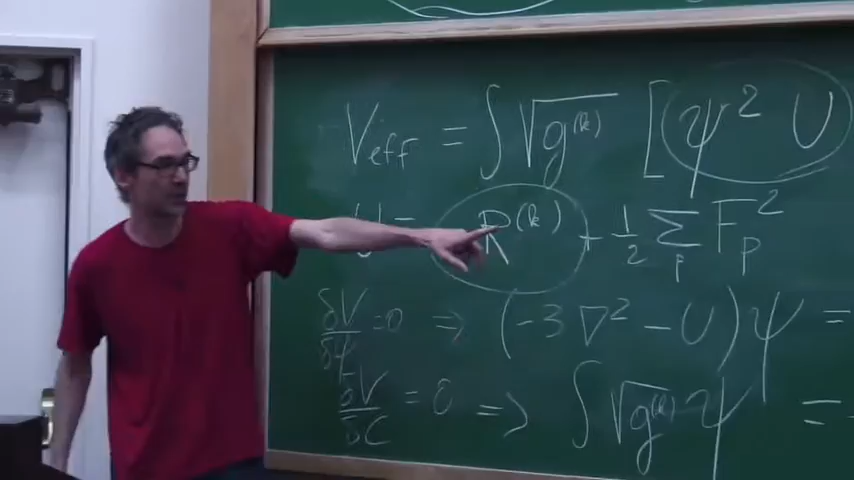 V_eff = ∫ √g^(k) [ψ² U
U = R^(k) + 1/2 Σ_p F_p²
δV/δψ = 0 ⇒ (-3∇² - U)ψ =
δV/δC = 0 ⇒ ∫ √g^(k) ψ =